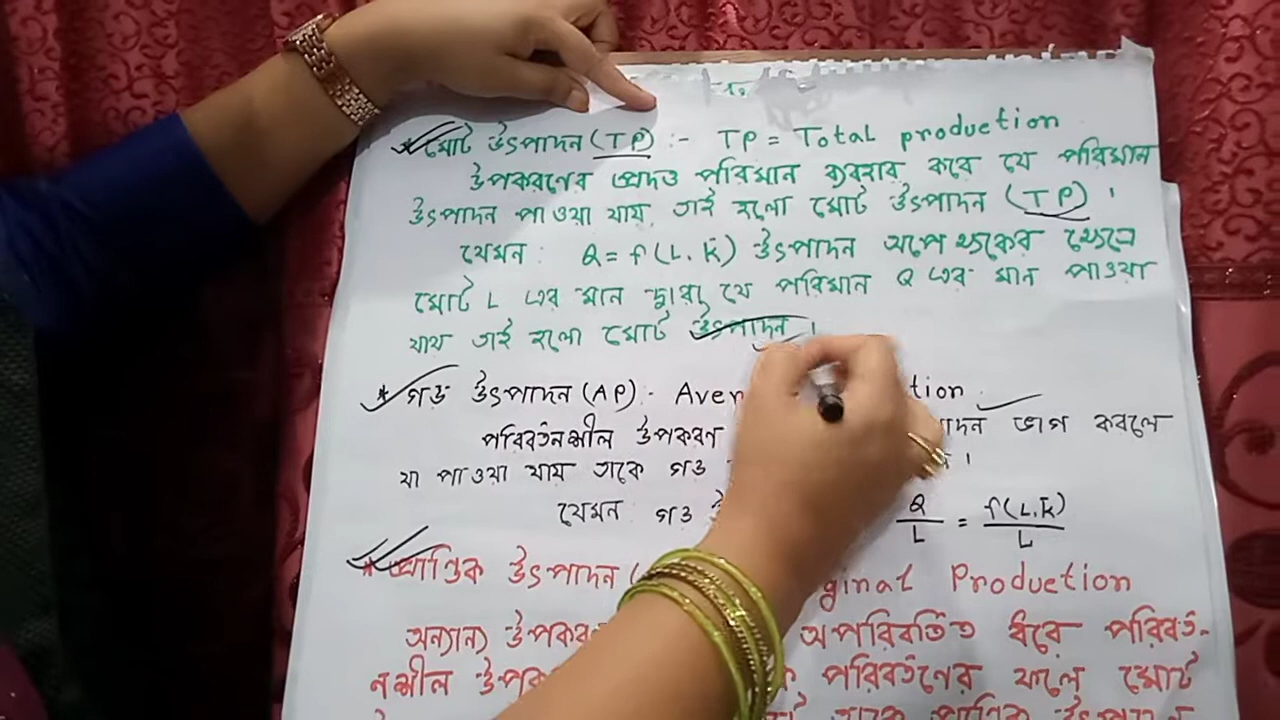 * মোট উৎপাদন (TP) :- TP = Total production
উপকরণের প্রদত্ত পরিমান ব্যবহার করে যে পরিমান
উৎপাদন পাওয়া যায় তাই হলো মোট উৎপাদন (TP) ।
যেমন : Q = f (L, K̄) উৎপাদন অপেক্ষকের ক্ষেত্রে
মোট L এর মান দ্বারা যে পরিমান Q এর মান পাওয়া
যায় তাই হলো মোট উৎপাদন ।
* গড় উৎপাদন (AP) :- Aver tion
পরিবর্তনশীল উপকরণ ভাগ করলে
যা পাওয়া যায় তাকে গড় ।
যেমন গড় Q/L = f(L, K̄)/L
* প্রান্তিক উৎপাদন ( ginal Production
অন্যান্য উপকর অপরিবর্তিত ধরে পরিবর্ত-
নশীল উপক পরিবর্তনের ফলে মোট
তাকে প্রান্তিক